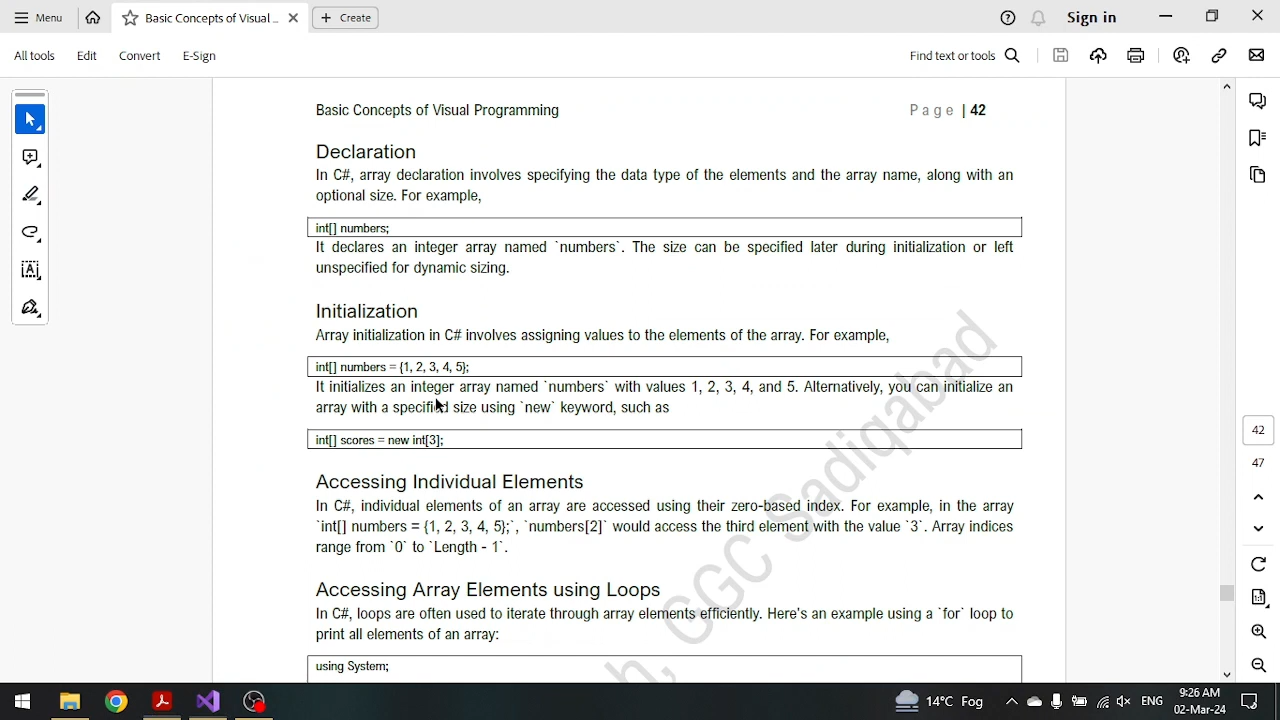 Menu
Basic Concepts of Visual ...
+ Create
Sign in
All tools Edit Convert E-Sign
Find text or tools
Basic Concepts of Visual Programming Page | 42
Declaration
In C#, array declaration involves specifying the data type of the elements and the array name, along with an
optional size. For example,
int[] numbers;
It declares an integer array named `numbers`. The size can be specified later during initialization or left
unspecified for dynamic sizing.
Initialization
Array initialization in C# involves assigning values to the elements of the array. For example,
int[] numbers = {1, 2, 3, 4, 5};
It initializes an integer array named `numbers` with values 1, 2, 3, 4, and 5. Alternatively, you can initialize an
array with a specified size using `new` keyword, such as
int[] scores = new int[3];
Accessing Individual Elements
In C#, individual elements of an array are accessed using their zero-based index. For example, in the array
`int[] numbers = {1, 2, 3, 4, 5};`, `numbers[2]` would access the third element with the value `3`. Array indices
range from `0` to `Length - 1`.
Accessing Array Elements using Loops
In C#, loops are often used to iterate through array elements efficiently. Here's an example using a `for` loop to
print all elements of an array:
using System;
h, GGC Sadiqabad
42
47
14°C Fog
ENG
9:26 AM
02-Mar-24